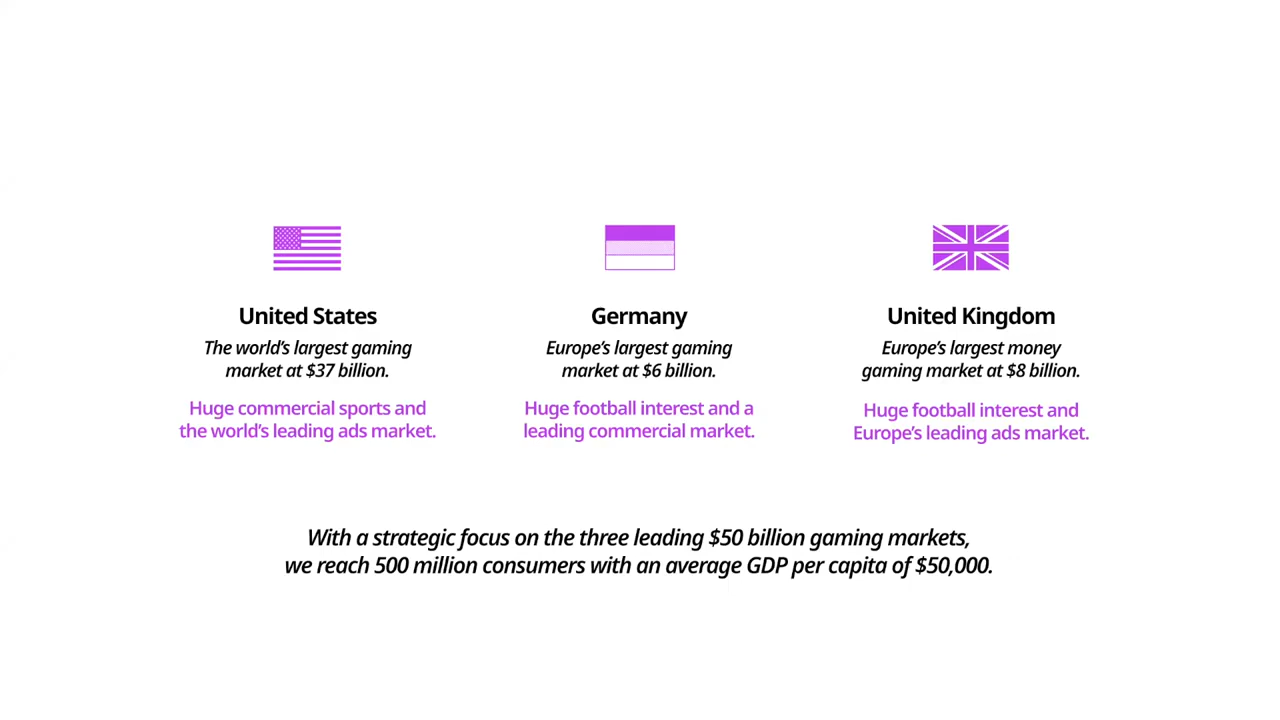 United States
The world's largest gaming
market at $37 billion.
Huge commercial sports and
the world's leading ads market.
Germany
Europe's largest gaming
market at $6 billion.
Huge football interest and a
leading commercial market.
United Kingdom
Europe's largest money
gaming market at $8 billion.
Huge football interest and
Europe's leading ads market.
With a strategic focus on the three leading $50 billion gaming markets,
we reach 500 million consumers with an average GDP per capita of $50,000.